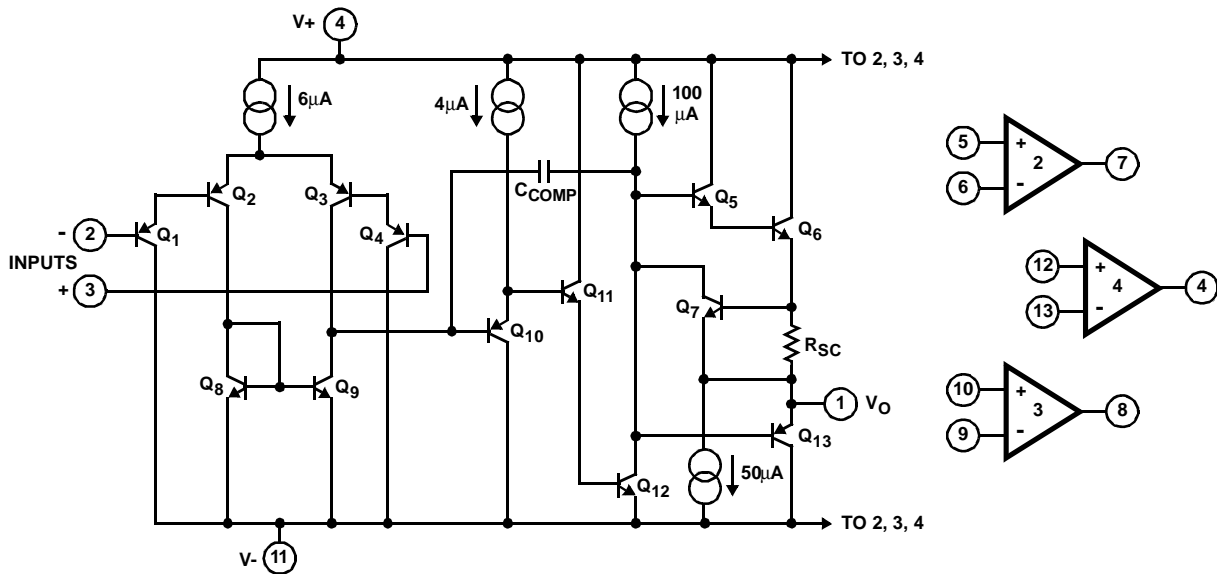 V+ 4
TO 2, 3, 4
6μA
4μA
100
μA
5
+
2
7
6
-
CCOMP
Q2
Q3
Q5
- 2
Q1
Q4
Q6
INPUTS
+ 3
12
+
4
4
13
-
Q11
Q7
Q10
RSC
Q8
Q9
1 VO
10
+
3
8
9
-
Q13
Q12
50μA
TO 2, 3, 4
V- 11